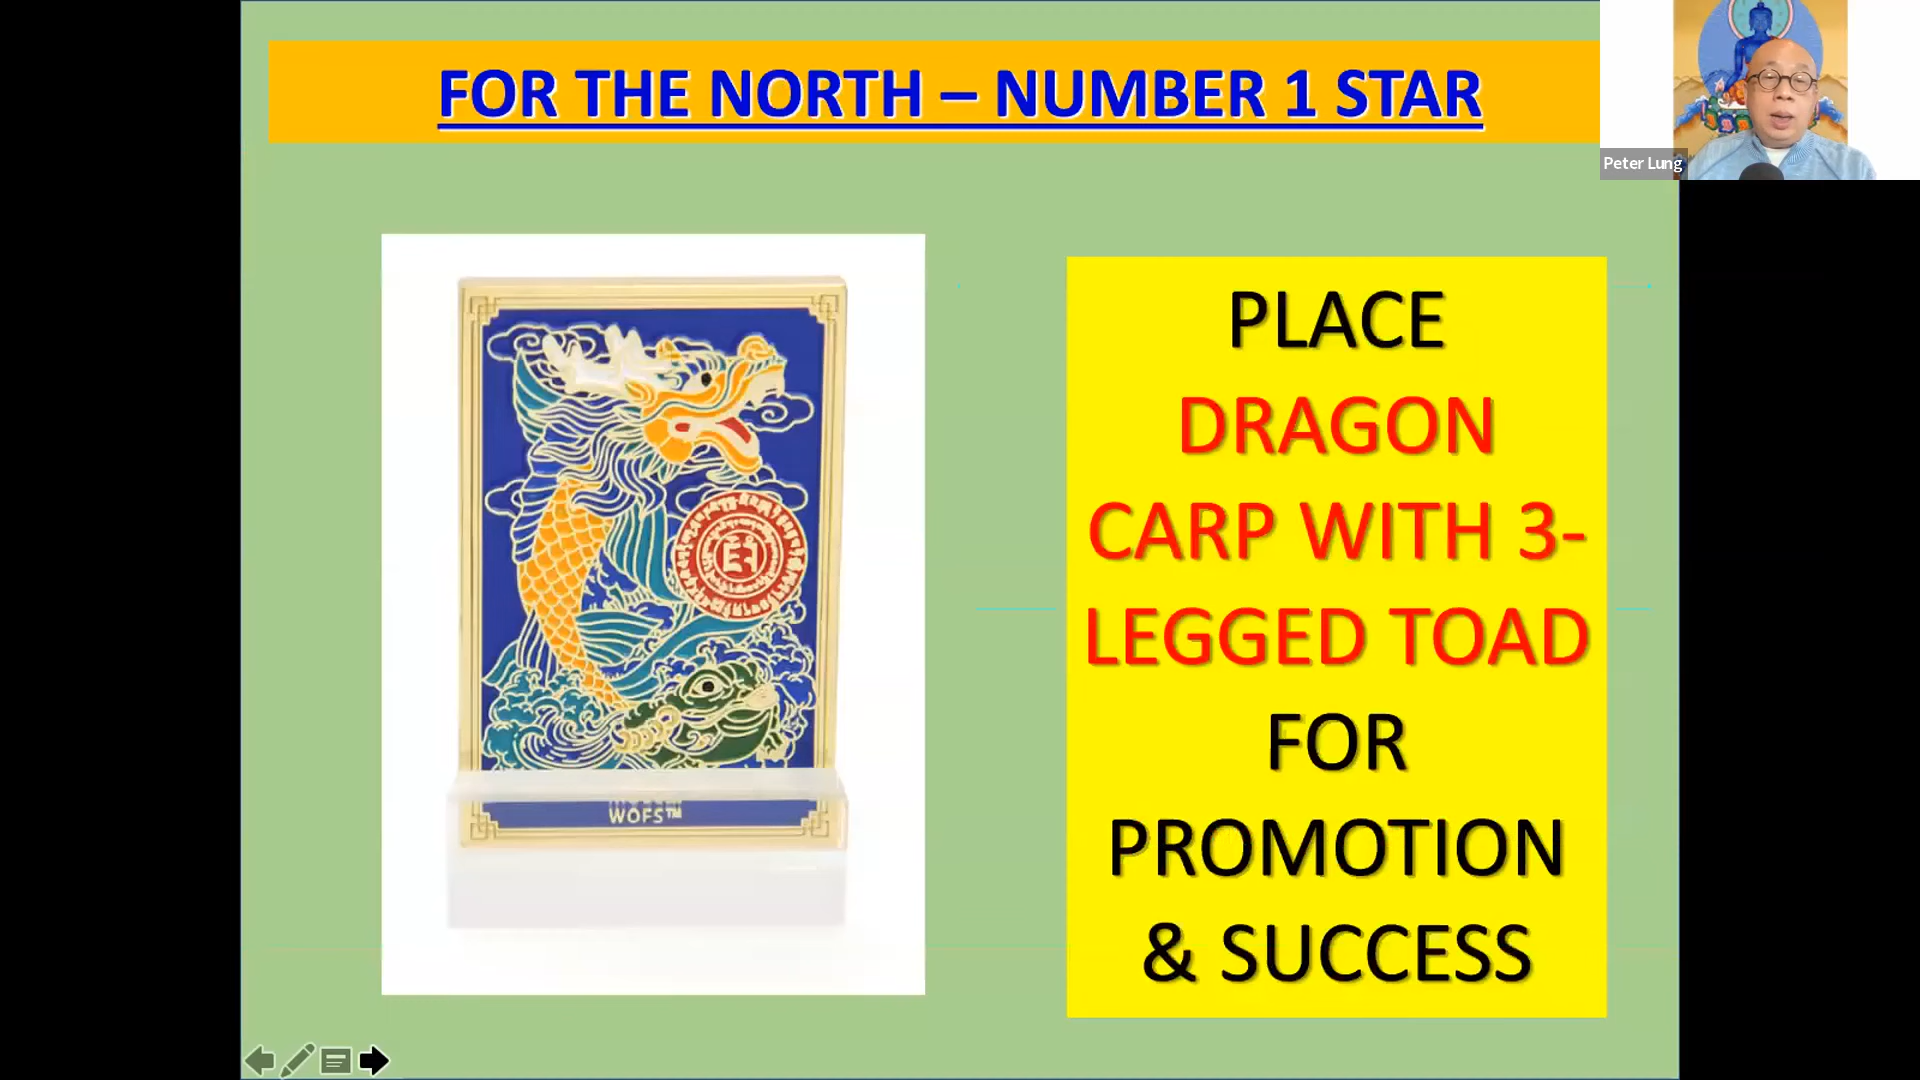 FOR THE NORTH – NUMBER 1 STAR
Peter Lung
PLACE
DRAGON
CARP WITH 3-
LEGGED TOAD
FOR
PROMOTION
& SUCCESS
WOFS™